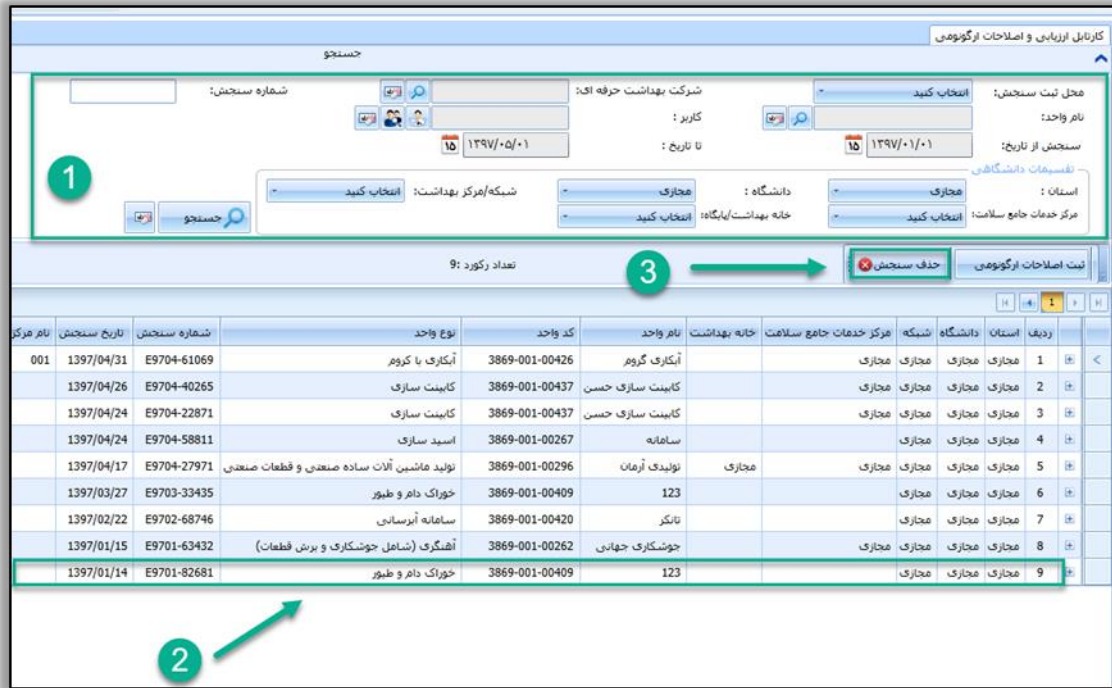 کارتابل ارزیابی و اصلاحات ارگونومی
جستجو
محل ثبت سنجش: انتخاب کنید شرکت بهداشت حرفه ای: شماره سنجش:
نام واحد: کاربر :
سنجش از تاریخ: ۱۳۹۷/۰۱/۰۱ 15 تا تاریخ : ۱۳۹۷/۰۵/۰۱ 15
تقسیمات دانشگاهی
استان : مجازی دانشگاه : مجازی شبکه/مرکز بهداشت: انتخاب کنید
مرکز خدمات جامع سلامت: انتخاب کنید خانه بهداشت/پایگاه: انتخاب کنید جستجو
1
ثبت اصلاحات ارگونومی حذف سنجش 3 تعداد رکورد :9
1
ردیف استان دانشگاه شبکه مرکز خدمات جامع سلامت خانه بهداشت نام واحد کد واحد نوع واحد شماره سنجش تاریخ سنجش نام مرکز
1 مجازی مجازی مجازی مجازی آبکاری گروم 3869-001-00426 آبکاری با کروم E9704-61069 1397/04/31 001
2 مجازی مجازی مجازی مجازی کابینت سازی حسن 3869-001-00437 کابینت سازی E9704-40265 1397/04/26
3 مجازی مجازی مجازی مجازی کابینت سازی حسن 3869-001-00437 کابینت سازی E9704-22871 1397/04/24
4 مجازی مجازی مجازی سامانه 3869-001-00267 اسید سازی E9704-58811 1397/04/24
5 مجازی مجازی مجازی مجازی مجازی تولیدی آرمان 3869-001-00296 تولید ماشین آلات ساده صنعتی و قطعات صنعتی E9704-27971 1397/04/17
6 مجازی مجازی مجازی 123 3869-001-00409 خوراک دام و طیور E9703-33435 1397/03/27
7 مجازی مجازی مجازی تانکر 3869-001-00420 سامانه آبرسانی E9702-68746 1397/02/22
8 مجازی مجازی مجازی مجازی جوشکاری جهانی 3869-001-00262 آهنگری (شامل جوشکاری و برش قطعات) E9701-63432 1397/01/15
9 مجازی مجازی مجازی 123 3869-001-00409 خوراک دام و طیور E9701-82681 1397/01/14
2